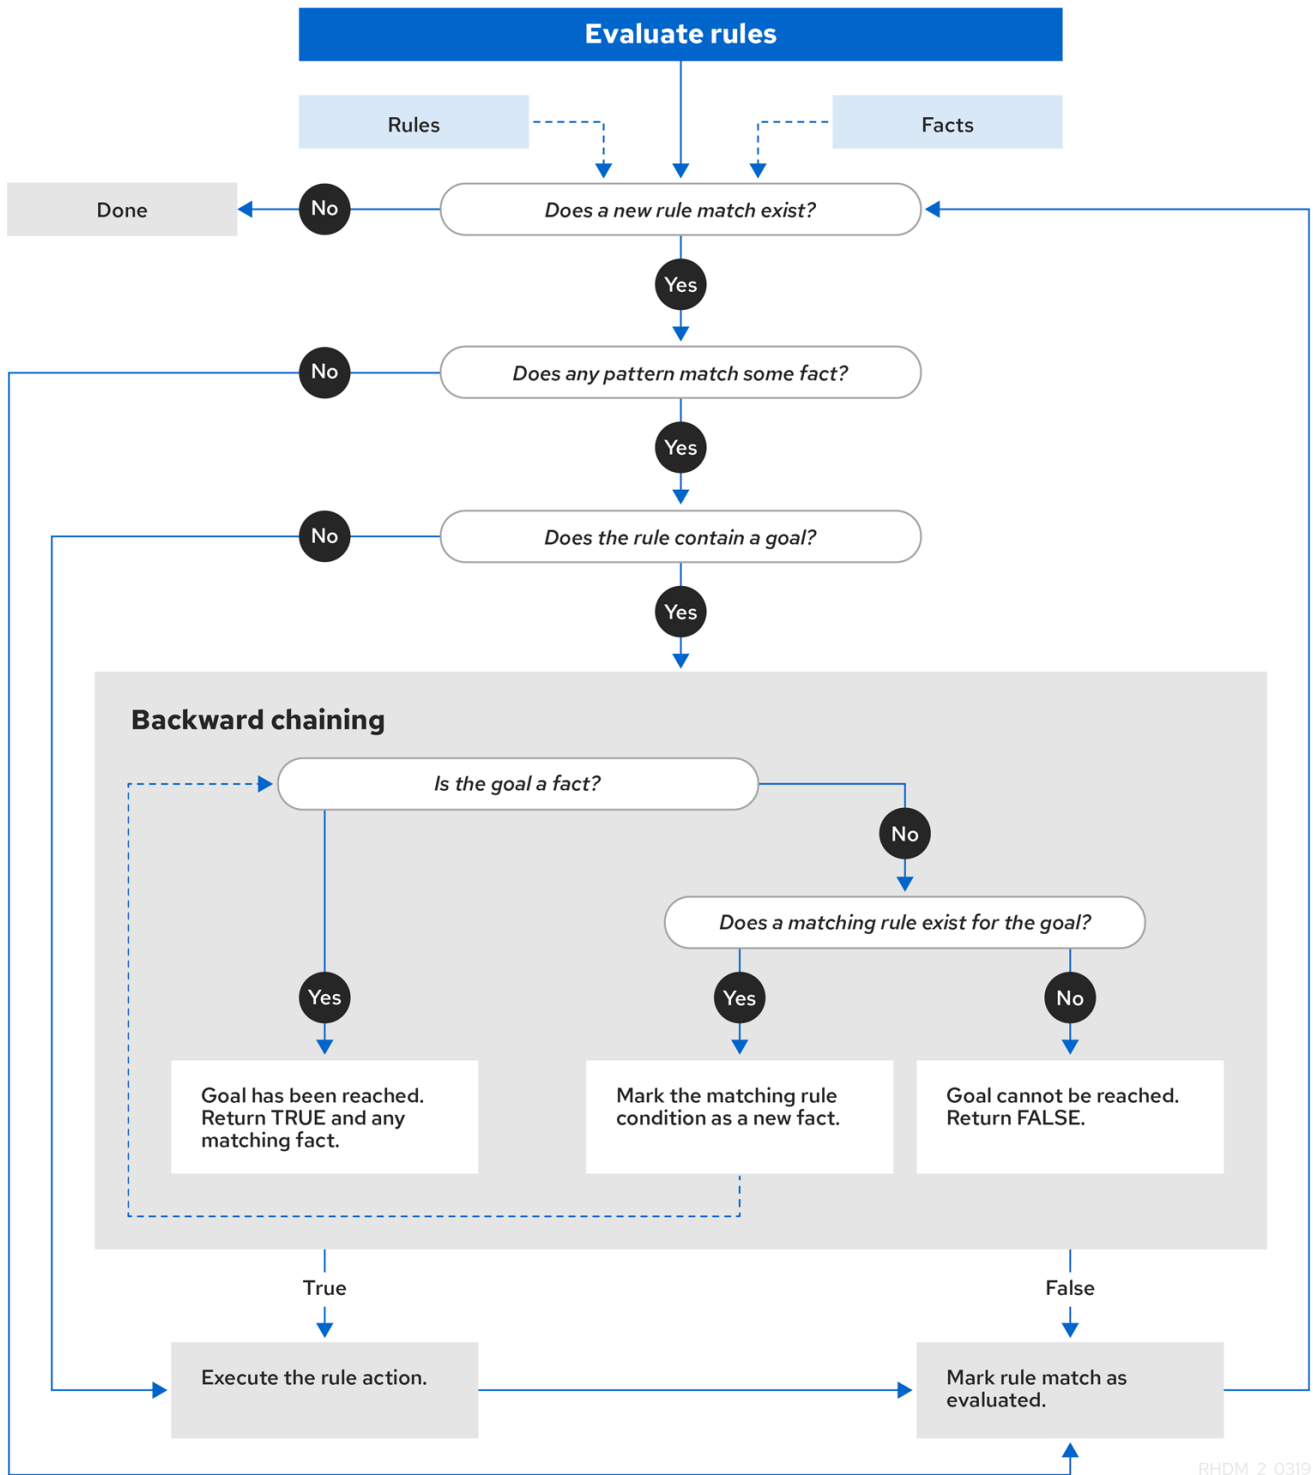 Evaluate rules
Rules
Facts
Done
No
Does a new rule match exist?
Yes
No
Does any pattern match some fact?
Yes
No
Does the rule contain a goal?
Yes
Backward chaining
Is the goal a fact?
No
Does a matching rule exist for the goal?
Yes
Yes
No
Goal has been reached.
Return TRUE and any
matching fact.
Mark the matching rule
condition as a new fact.
Goal cannot be reached.
Return FALSE.
True
False
Execute the rule action.
Mark rule match as
evaluated.
RHDM_2_0319